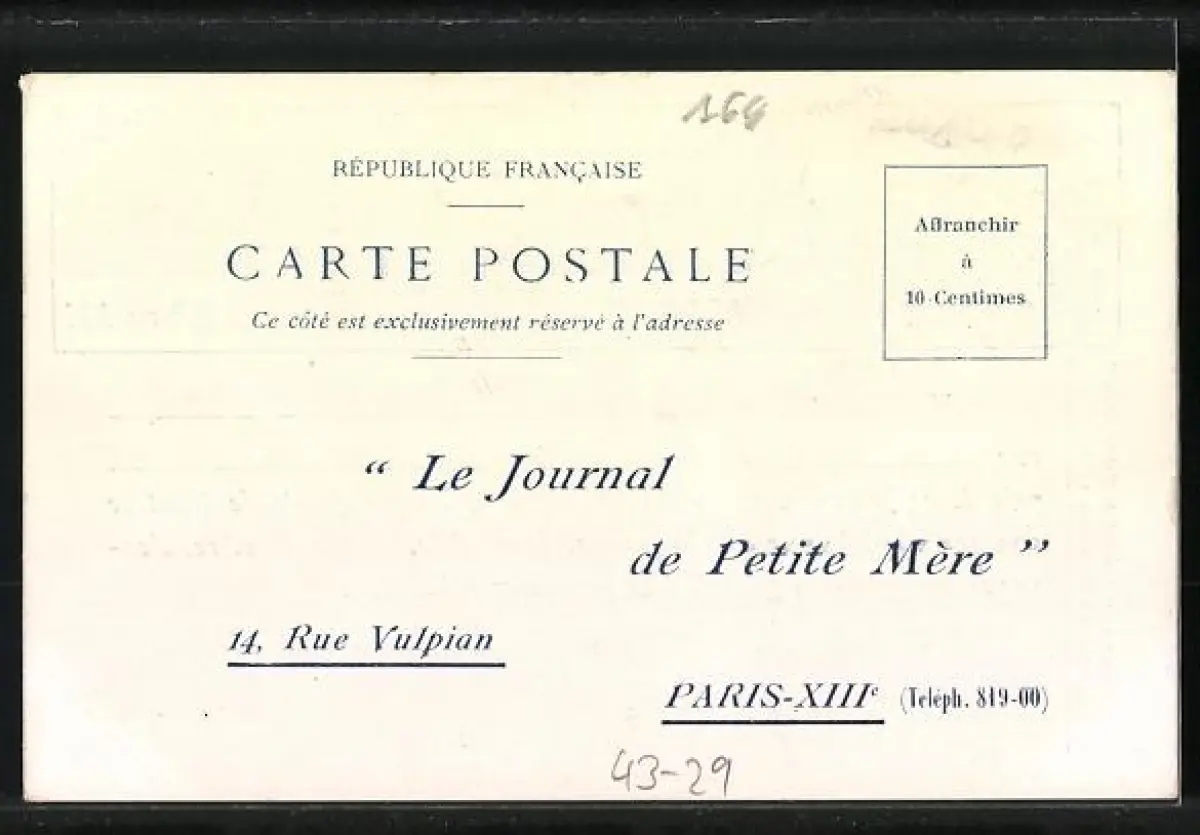 164
RÉPUBLIQUE FRANÇAISE
CARTE POSTALE
Ce côté est exclusivement réservé à l'adresse
Affranchir
à
10 Centimes
“ Le Journal
de Petite Mère ”
14, Rue Vulpian
PARIS-XIIIe (Teléph. 819-00)
43-29